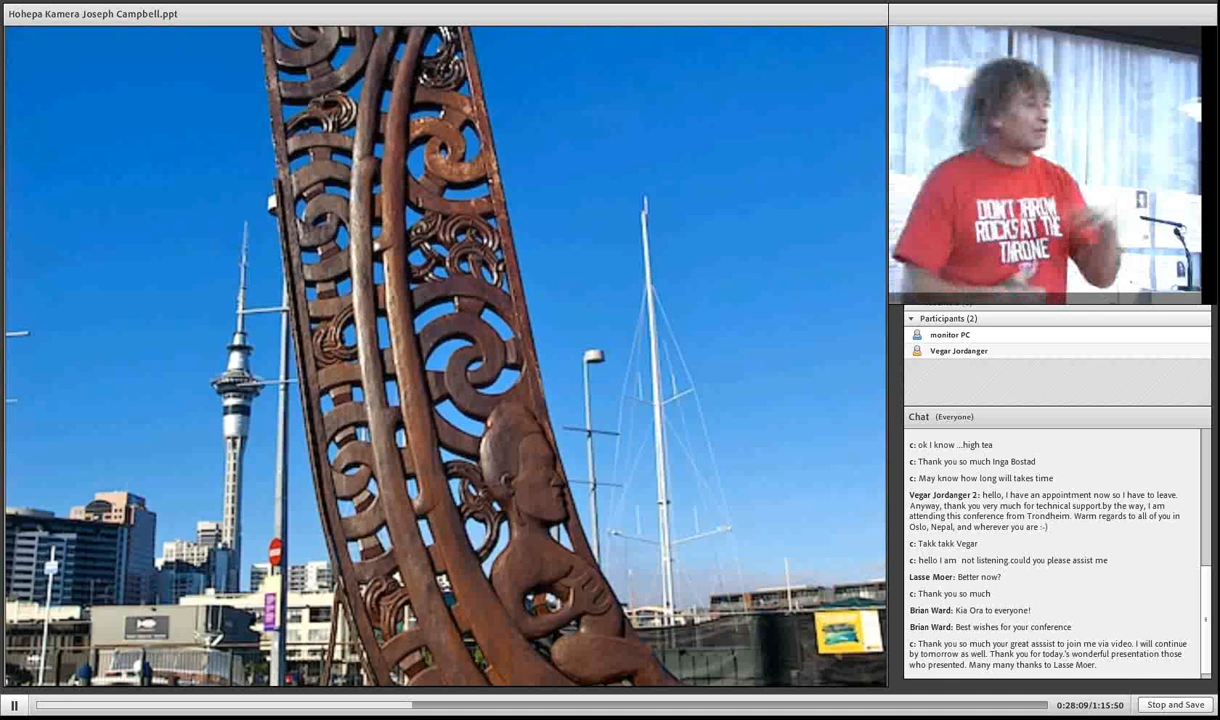 Hohepa Kamera Joseph Campbell.ppt
DON'T THROW
ROCKS AT THE
THRONE
Participants (2)
monitor PC
Vegar Jordanger
Chat (Everyone)
c: ok I know ...high tea
c: Thank you so much Inga Bostad
c: May know how long will takes time
Vegar Jordanger 2: hello, I have an appointment now so I have to leave.
Anyway, thank you very much for technical support.by the way, I am
attending this conference from Trondheim. Warm regards to all of you in
Oslo, Nepal, and wherever you are :-)
c: Takk takk Vegar
c: hello I am not listening.could you please assist me
Lasse Moer: Better now?
c: Thank you so much
Brian Ward: Kia Ora to everyone!
Brian Ward: Best wishes for your conference
c: Thank you so much your asssist to join me via video. I will continue
by tomorrow as well. Thank you for today.'s wonderful presentation those
who presented. Many many thanks to Lasse Moer.
0:28:09/1:15:50
Stop and Save